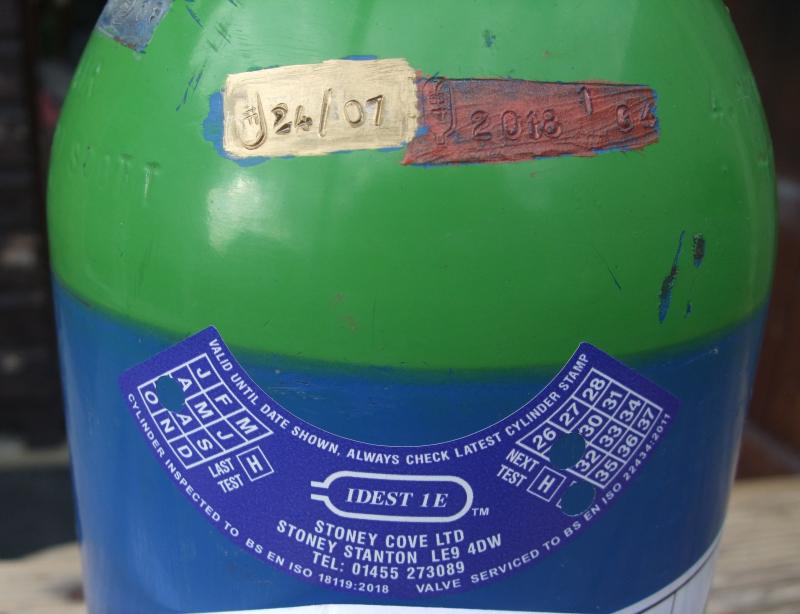 24/07
2018 / 04
VALID UNTIL DATE SHOWN, ALWAYS CHECK LATEST CYLINDER STAMP
J F M
A M J
A S
O N D
LAST TEST H
26 27 28
30 31
32 33 34
35 36 37
NEXT TEST H
IDEST 1E TM
STONEY COVE LTD
STONEY STANTON LE9 4DW
TEL: 01455 273089
CYLINDER INSPECTED TO BS EN ISO 18119:2018
VALVE SERVICED TO BS EN ISO 22434:2011